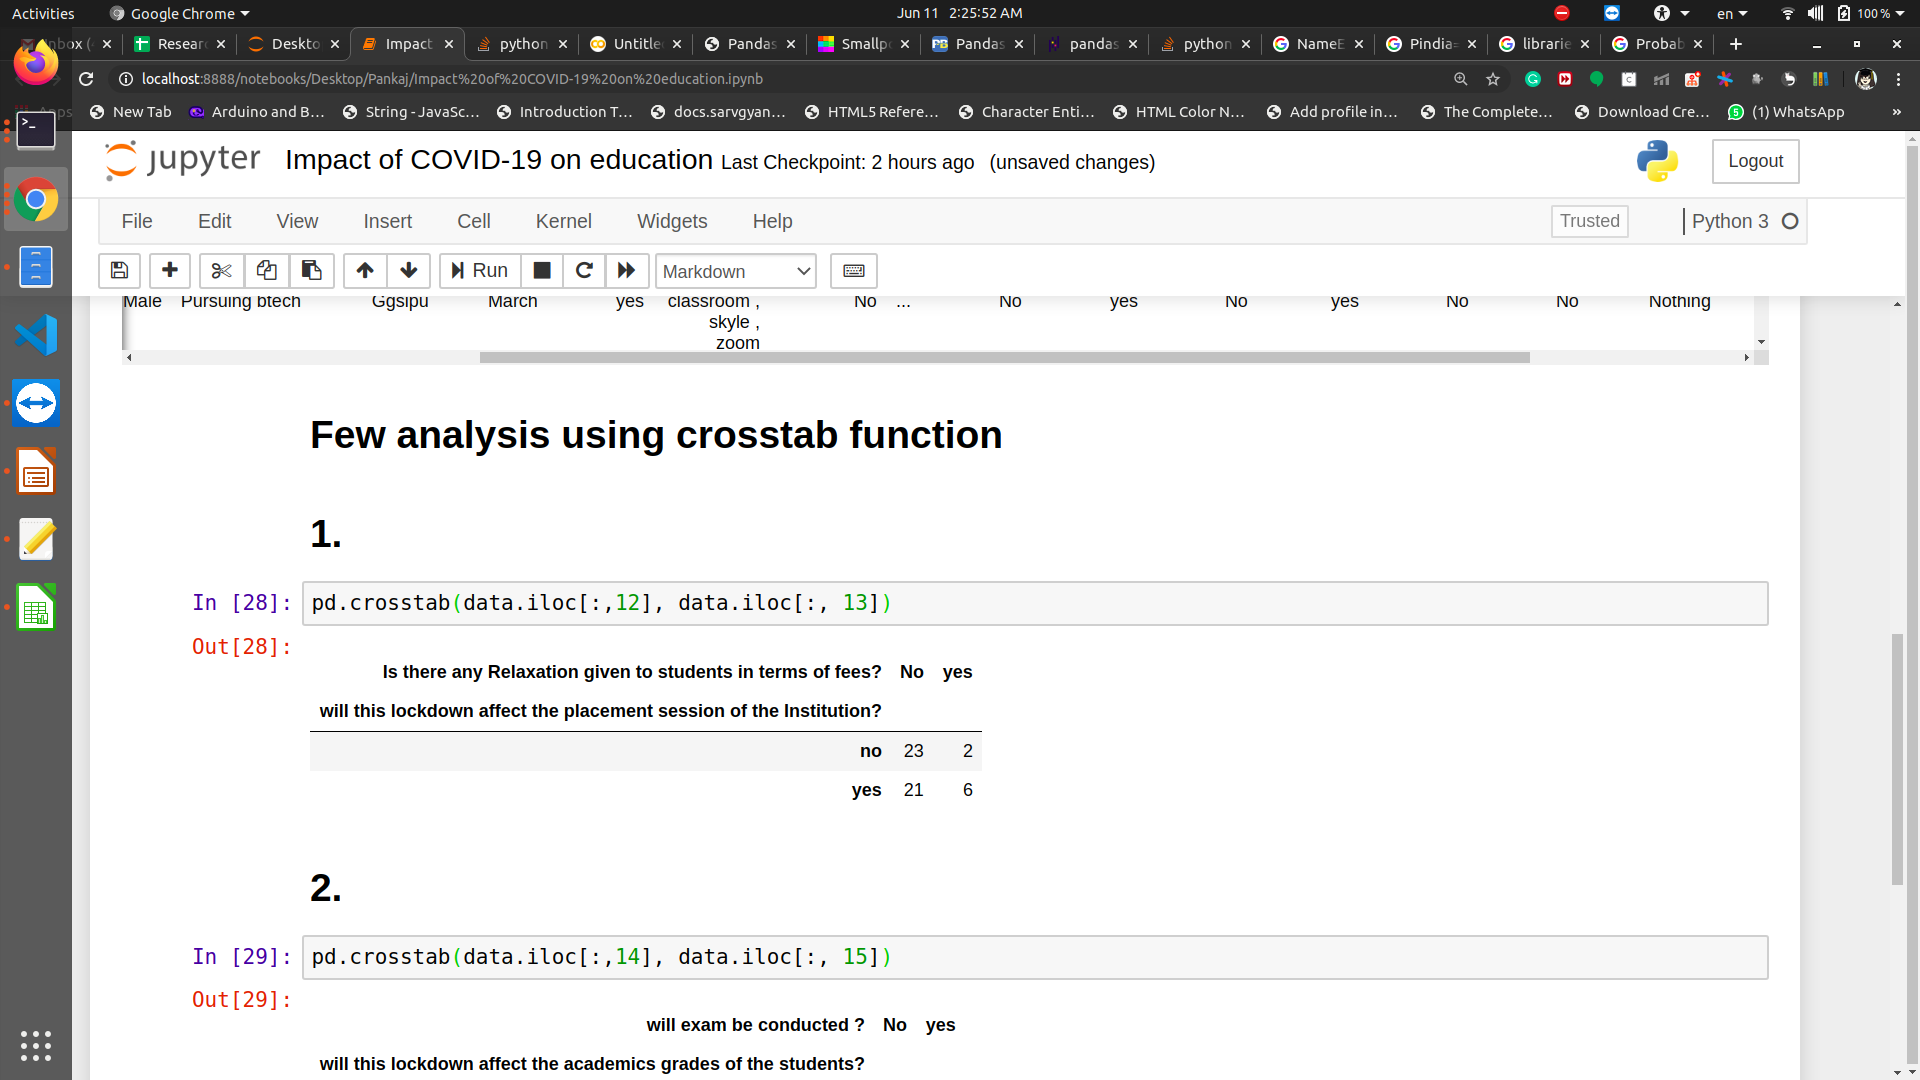 Activities Google Chrome Jun 11 2:25:52 AM en 100 %
Inbox ( Researc Deskto Impact python Untitle Pandas Smallpo Pandas pandas python NameE Pindia= librarie Probab
localhost:8888/notebooks/Desktop/Pankaj/Impact%20of%20COVID-19%20on%20education.ipynb
Apps New Tab Arduino and B... String - JavaSc... Introduction T... docs.sarvgyan... HTML5 Refere... Character Enti... HTML Color N... Add profile in... The Complete... Download Cre... (1) WhatsApp »
jupyter Impact of COVID-19 on education Last Checkpoint: 2 hours ago (unsaved changes) Logout
File Edit View Insert Cell Kernel Widgets Help Trusted Python 3
Run Markdown
Male Pursuing btech Ggsipu March yes classroom , No ... No yes No yes No No Nothing
skyle ,
zoom
Few analysis using crosstab function
1.
In [28]: pd.crosstab(data.iloc[:,12], data.iloc[:, 13])
Out[28]:
Is there any Relaxation given to students in terms of fees? No yes
will this lockdown affect the placement session of the Institution?
no 23 2
yes 21 6
2.
In [29]: pd.crosstab(data.iloc[:,14], data.iloc[:, 15])
Out[29]:
will exam be conducted ? No yes
will this lockdown affect the academics grades of the students?